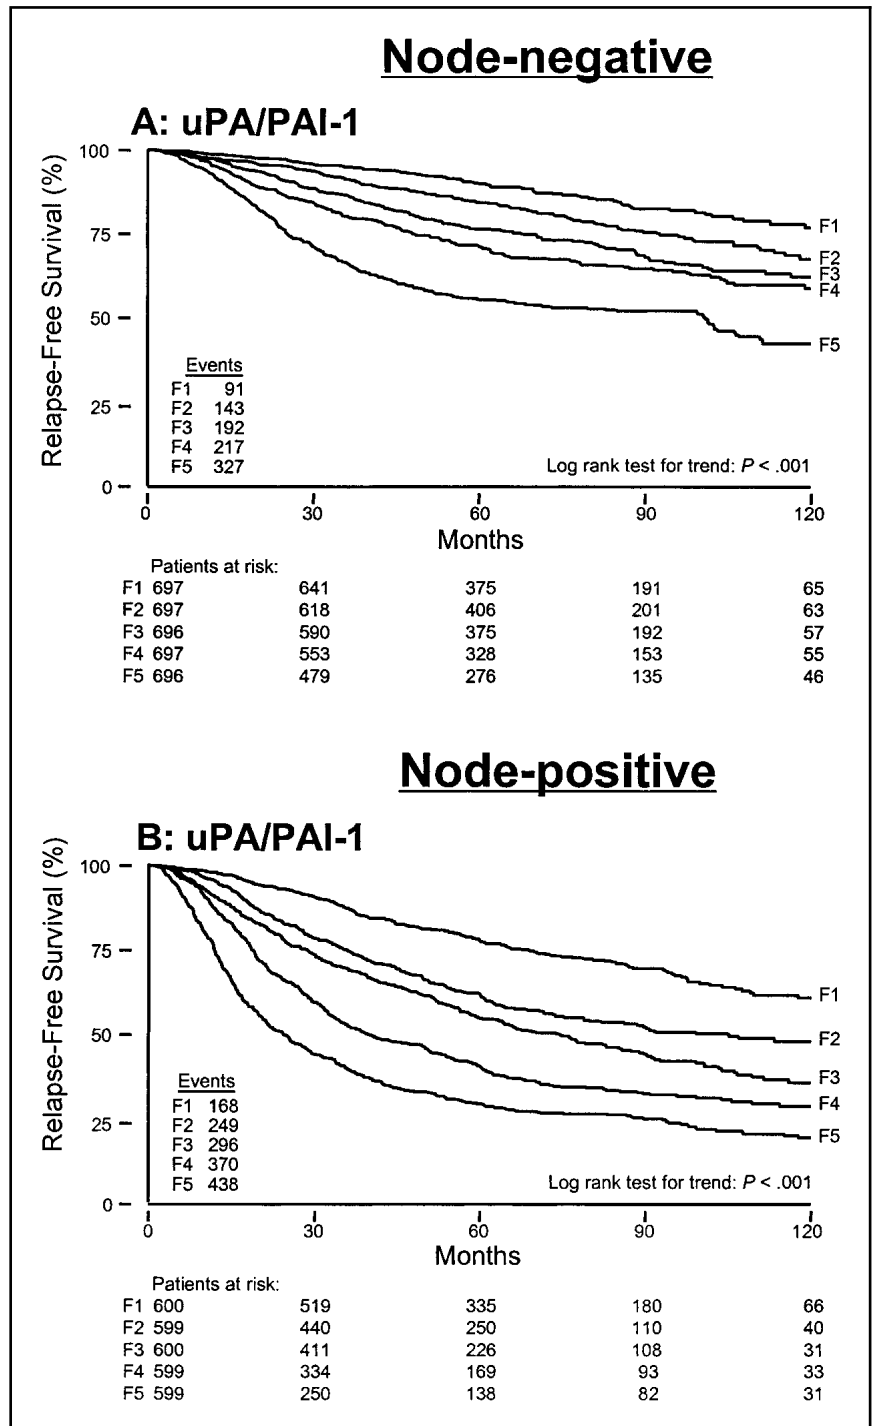 Node-negative
A: uPA/PAI-1
Relapse-Free Survival (%)
100
75
50
25
0
F1
F2
F3
F4
F5
Events
F1 91
F2 143
F3 192
F4 217
F5 327
Log rank test for trend: P < .001
0 30 60 90 120
Months
Patients at risk:
F1 697 641 375 191 65
F2 697 618 406 201 63
F3 696 590 375 192 57
F4 697 553 328 153 55
F5 696 479 276 135 46
Node-positive
B: uPA/PAI-1
Relapse-Free Survival (%)
100
75
50
25
0
F1
F2
F3
F4
F5
Events
F1 168
F2 249
F3 296
F4 370
F5 438
Log rank test for trend: P < .001
0 30 60 90 120
Months
Patients at risk:
F1 600 519 335 180 66
F2 599 440 250 110 40
F3 600 411 226 108 31
F4 599 334 169 93 33
F5 599 250 138 82 31